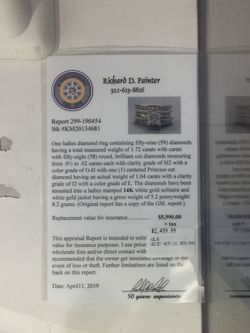 Richard D. Painter
321-613-8816
Report 299-190454
Stk #KM20134681
One ladies diamond ring containing fifty-nine (59) diamonds
having a total measured weight of 1.72 carats with carats
with fifty-eight (58) round, brilliant cut diamonds measuring
from .01 to .02 carats each with clarity grade of SI2 with a
color grade of G-H with one (1) centered Princess cut
diamond having an actual weight of 1.04 carats with a clarity
grade of I2 with a color grade of E. The diamonds have been
mounted into a ladies stamped 14K white gold solitaire and
white gold jacket having a gross weight of 5.2 pennyweight/
8.2 grams. (Original report has a copy of the GSL report.)
Replacement value for insurance $5,990.00
+ tax
$2,499.99
This appraisal Report is intended to
value for insurance purposes. I use
wholesale lists and/or direct contact with
recommend that the owner get insurance coverage in the
event of loss or theft. Further limitations are listed on the
back on this report.
Date: April 11, 2019
50 years experience